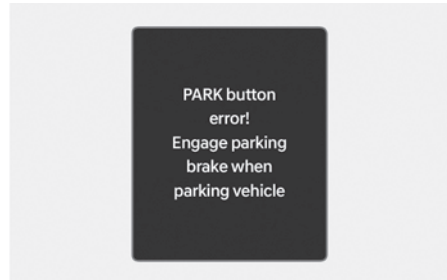 PARK button
error!
Engage parking
brake when
parking vehicle